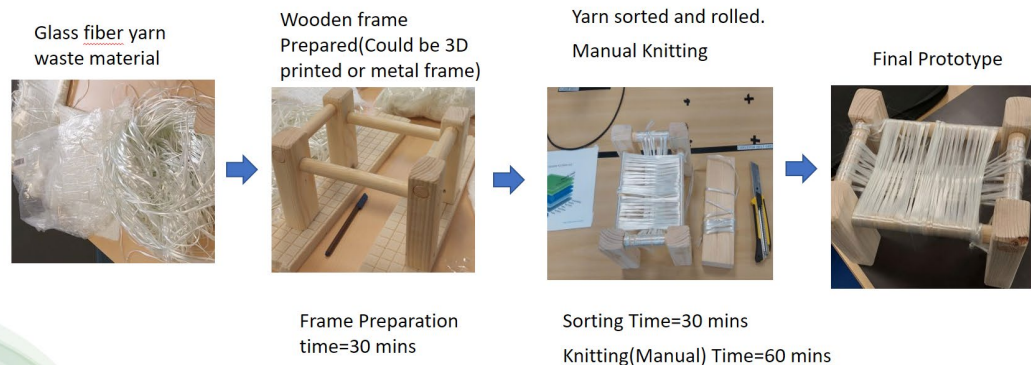 Glass fiber yarn
waste material
Wooden frame
Prepared(Could be 3D
printed or metal frame)
Yarn sorted and rolled.
Manual Knitting
Final Prototype
Frame Preparation
time=30 mins
Sorting Time=30 mins
Knitting(Manual) Time=60 mins